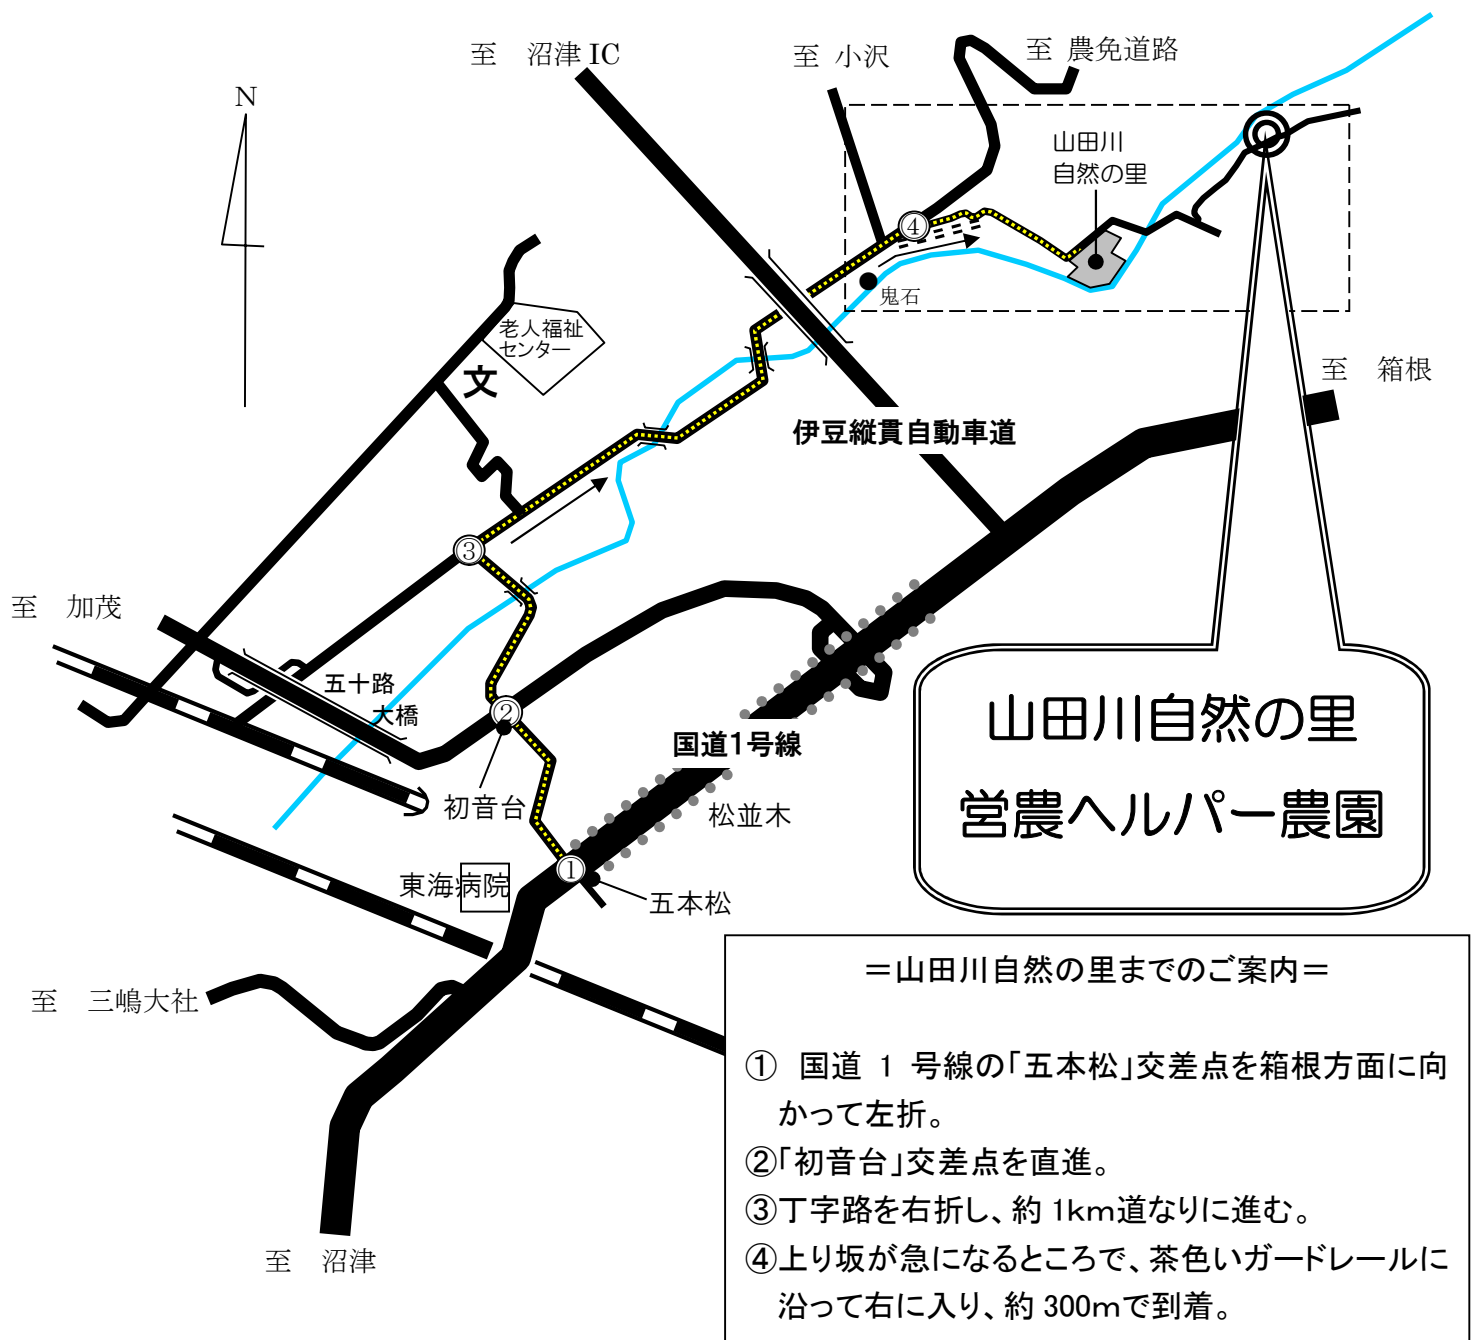 至　沼津 IC
至　小沢
至　農免道路
N
山田川
自然の里
④
鬼石
老人福祉
センター
文
至　箱根
伊豆縦貫自動車道
③
至　加茂
五十路
大橋
②
国道1号線
初音台
松並木
①
東海病院
五本松
至　三嶋大社
至　沼津
山田川自然の里
営農ヘルパー農園
＝山田川自然の里までのご案内＝
①　国道 1 号線の「五本松」交差点を箱根方面に向
かって左折。
②「初音台」交差点を直進。
③丁字路を右折し、約 1km道なりに進む。
④上り坂が急になるところで、茶色いガードレールに
沿って右に入り、約 300mで到着。